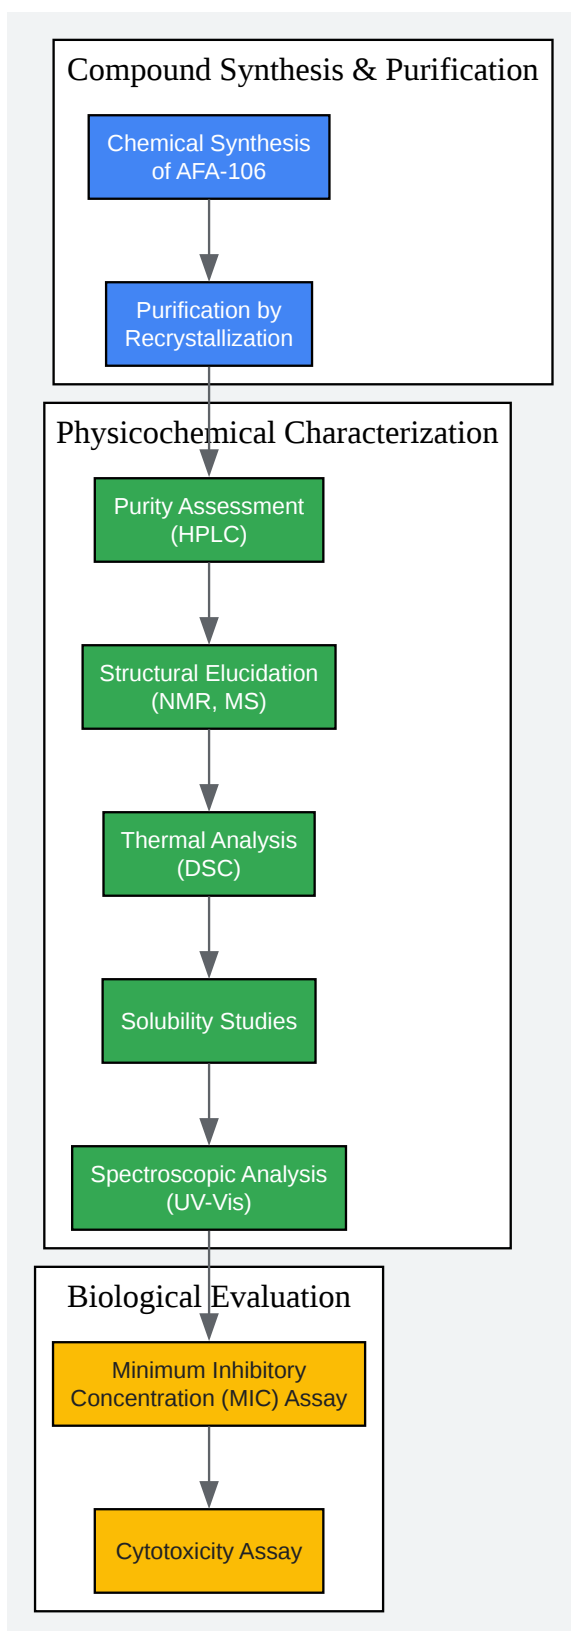 Compound Synthesis & Purification
Chemical Synthesis
of AFA-106
Purification by
Recrystallization
Physicochemical Characterization
Purity Assessment
(HPLC)
Structural Elucidation
(NMR, MS)
Thermal Analysis
(DSC)
Solubility Studies
Spectroscopic Analysis
(UV-Vis)
Biological Evaluation
Minimum Inhibitory
Concentration (MIC) Assay
Cytotoxicity Assay